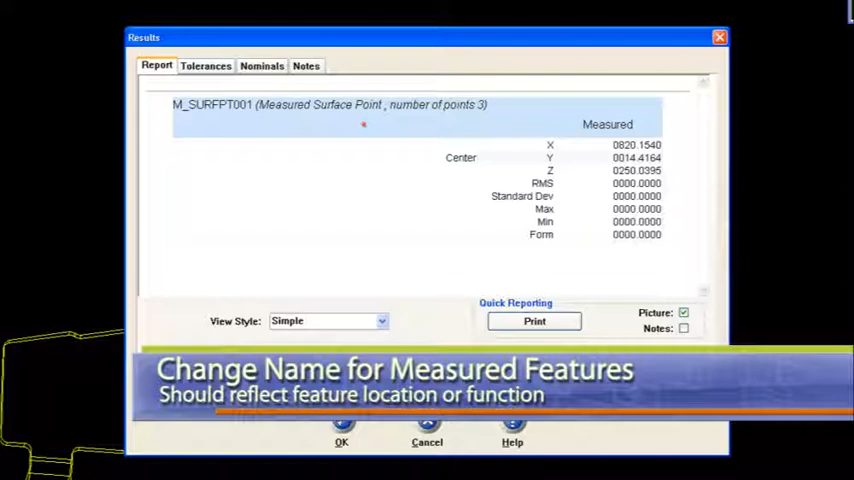 Results
Report Tolerances Nominals Notes
M_SURFPT001 (Measured Surface Point , number of points 3)
Measured
X 0820.1540
Center Y 0014.4164
Z 0250.0395
RMS 0000.0000
Standard Dev 0000.0000
Max 0000.0000
Min 0000.0000
Form 0000.0000
Quick Reporting
View Style: Simple Print Picture:
Notes:
Change Name for Measured Features
Should reflect feature location or function
OK Cancel Help